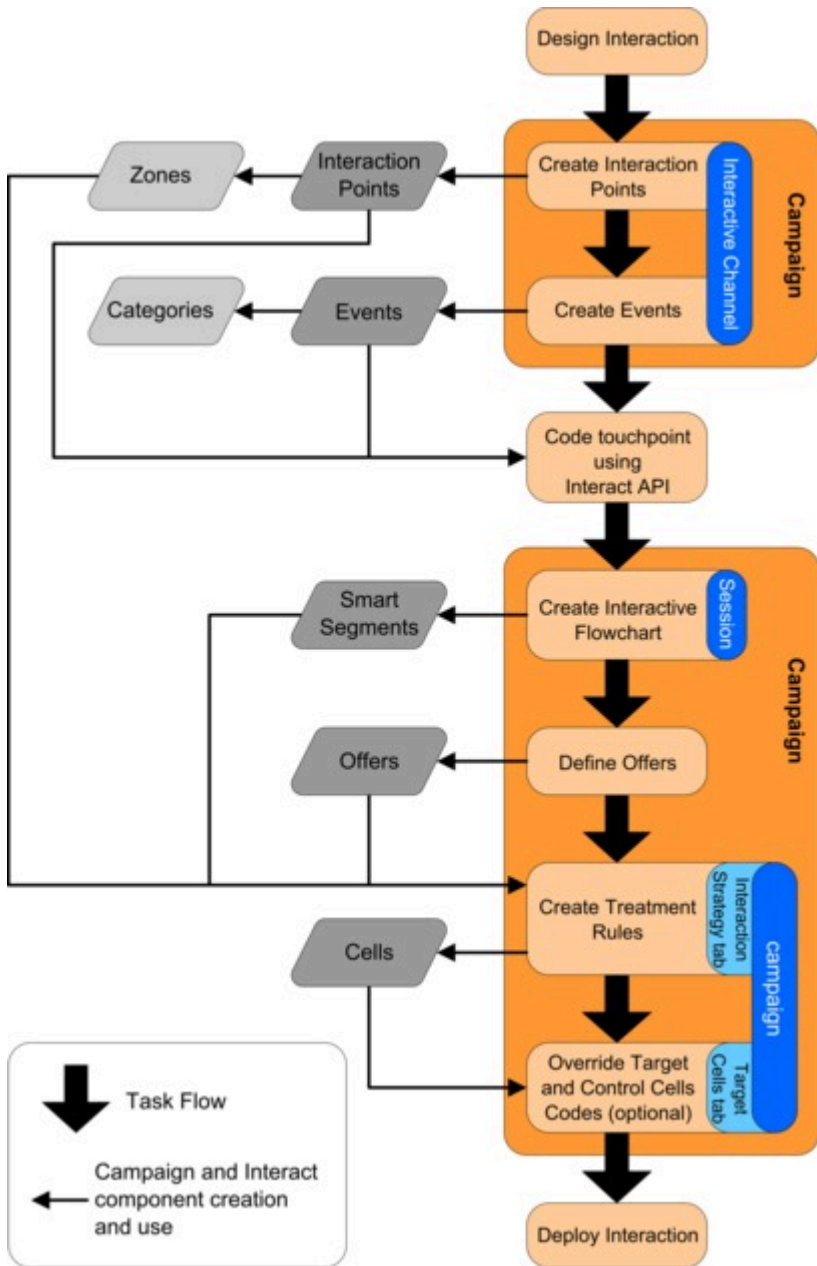 Design Interaction
Zones
Interaction
Points
Create Interaction
Points
Interactive Channel
Campaign
Categories
Events
Create Events
Code touchpoint
using
Interact API
Smart
Segments
Create Interactive
Flowchart
Session
Campaign
Offers
Define Offers
Create Treatment
Rules
Interaction
Strategy tab
campaign
Cells
Override Target
and Control Cells
Codes (optional)
Target
Cells tab
Task Flow
Campaign and Interact
component creation
and use
Deploy Interaction